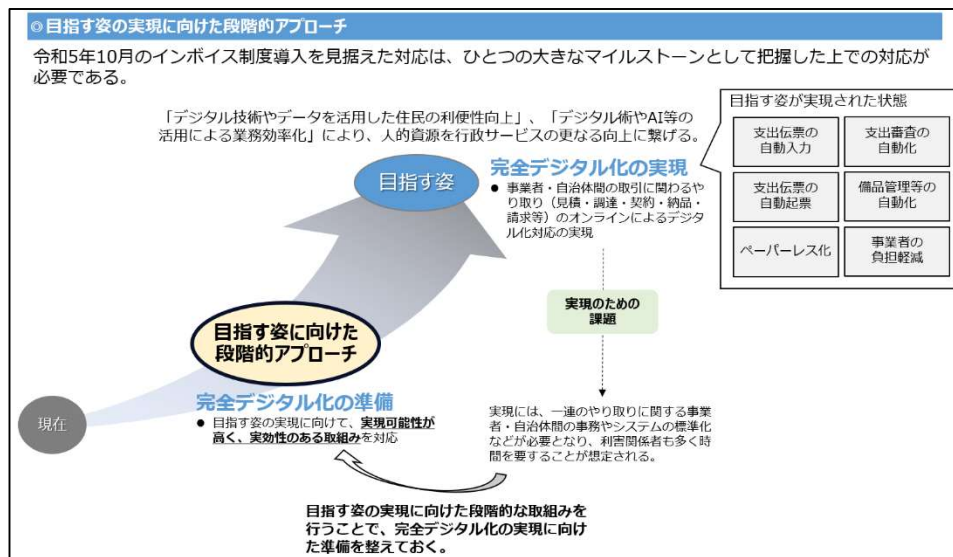 ◎目指す姿の実現に向けた段階的アプローチ
令和5年10月のインボイス制度導入を見据えた対応は、ひとつの大きなマイルストーンとして把握した上での対応が
必要である。
「デジタル技術やデータを活用した住民の利便性向上」、「デジタル術やAI等の
活用による業務効率化」により、人的資源を行政サービスの更なる向上に繋げる。
目指す姿が実現された状態
支出伝票の
自動入力
支出審査の
自動化
支出伝票の
自動起票
備品管理等の
自動化
ペーパーレス化
事業者の
負担軽減
目指す姿
完全デジタル化の実現
● 事業者・自治体間の取引に関わるや
り取り（見積・調達・契約・納品・
請求等）のオンラインによるデジタ
ル化対応の実現
実現のための
課題
目指す姿に向けた
段階的アプローチ
現在
完全デジタル化の準備
● 目指す姿の実現に向けて、実現可能性が
高く、実効性のある取組みを対応
実現には、一連のやり取りに関する事業
者・自治体間の事務やシステムの標準化
などが必要となり、利害関係者も多く時
間を要することが想定される。
目指す姿の実現に向けた段階的な取組みを
行うことで、完全デジタル化の実現に向け
た準備を整えておく。